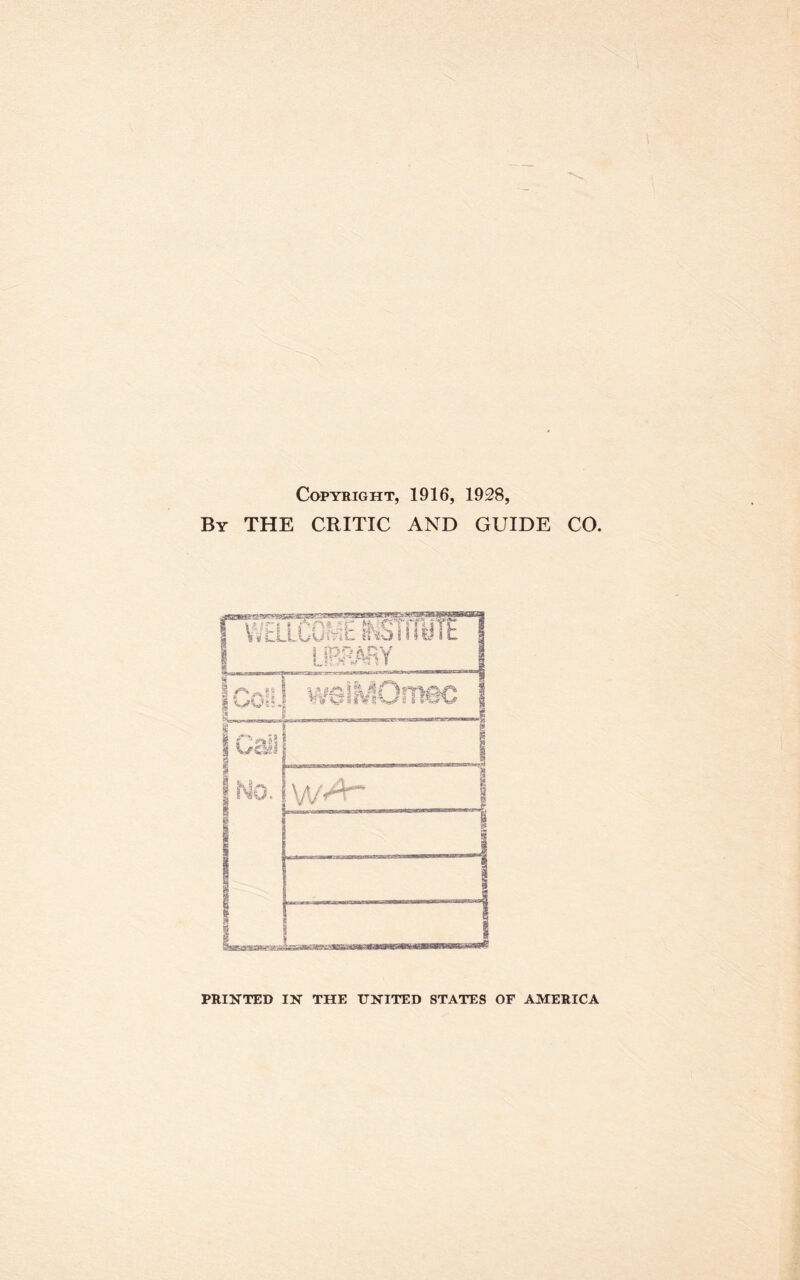 COPYRIGHT, 1916, 1928,
BY THE CRITIC AND GUIDE CO.
WELLCOME INSTITUTE
LIBRARY
Coll. welMOmec
Call
No. WA
PRINTED IN THE UNITED STATES OF AMERICA